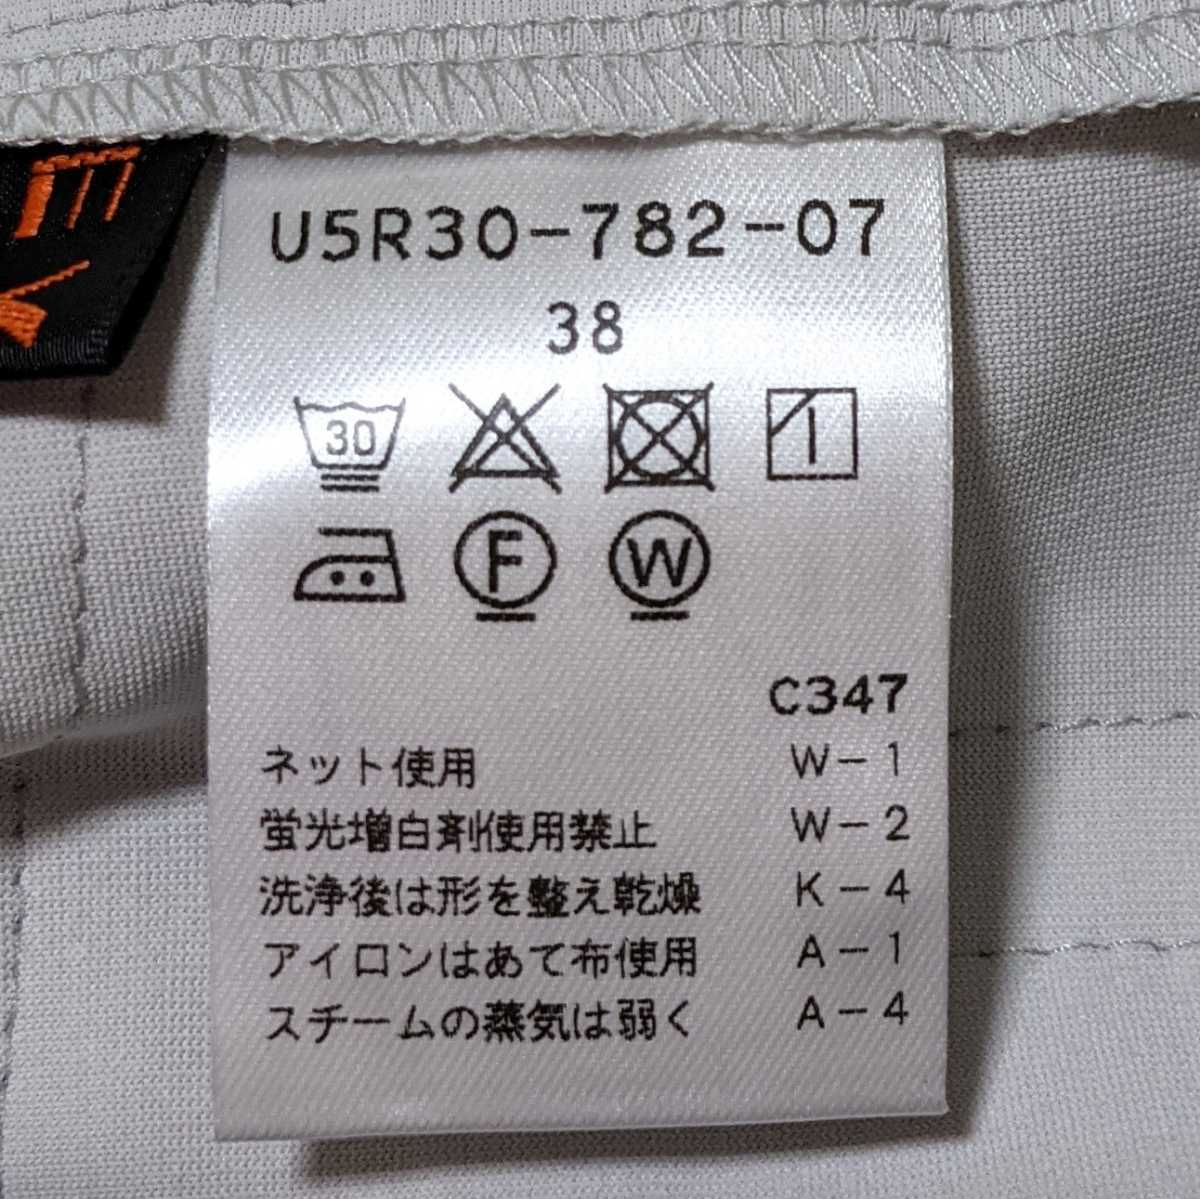 U5R30-782-07
38
30
F W
C347
ネット使用 W-1
蛍光増白剤使用禁止 W-2
洗浄後は形を整え乾燥 K-4
アイロンはあて布使用 A-1
スチームの蒸気は弱く A-4